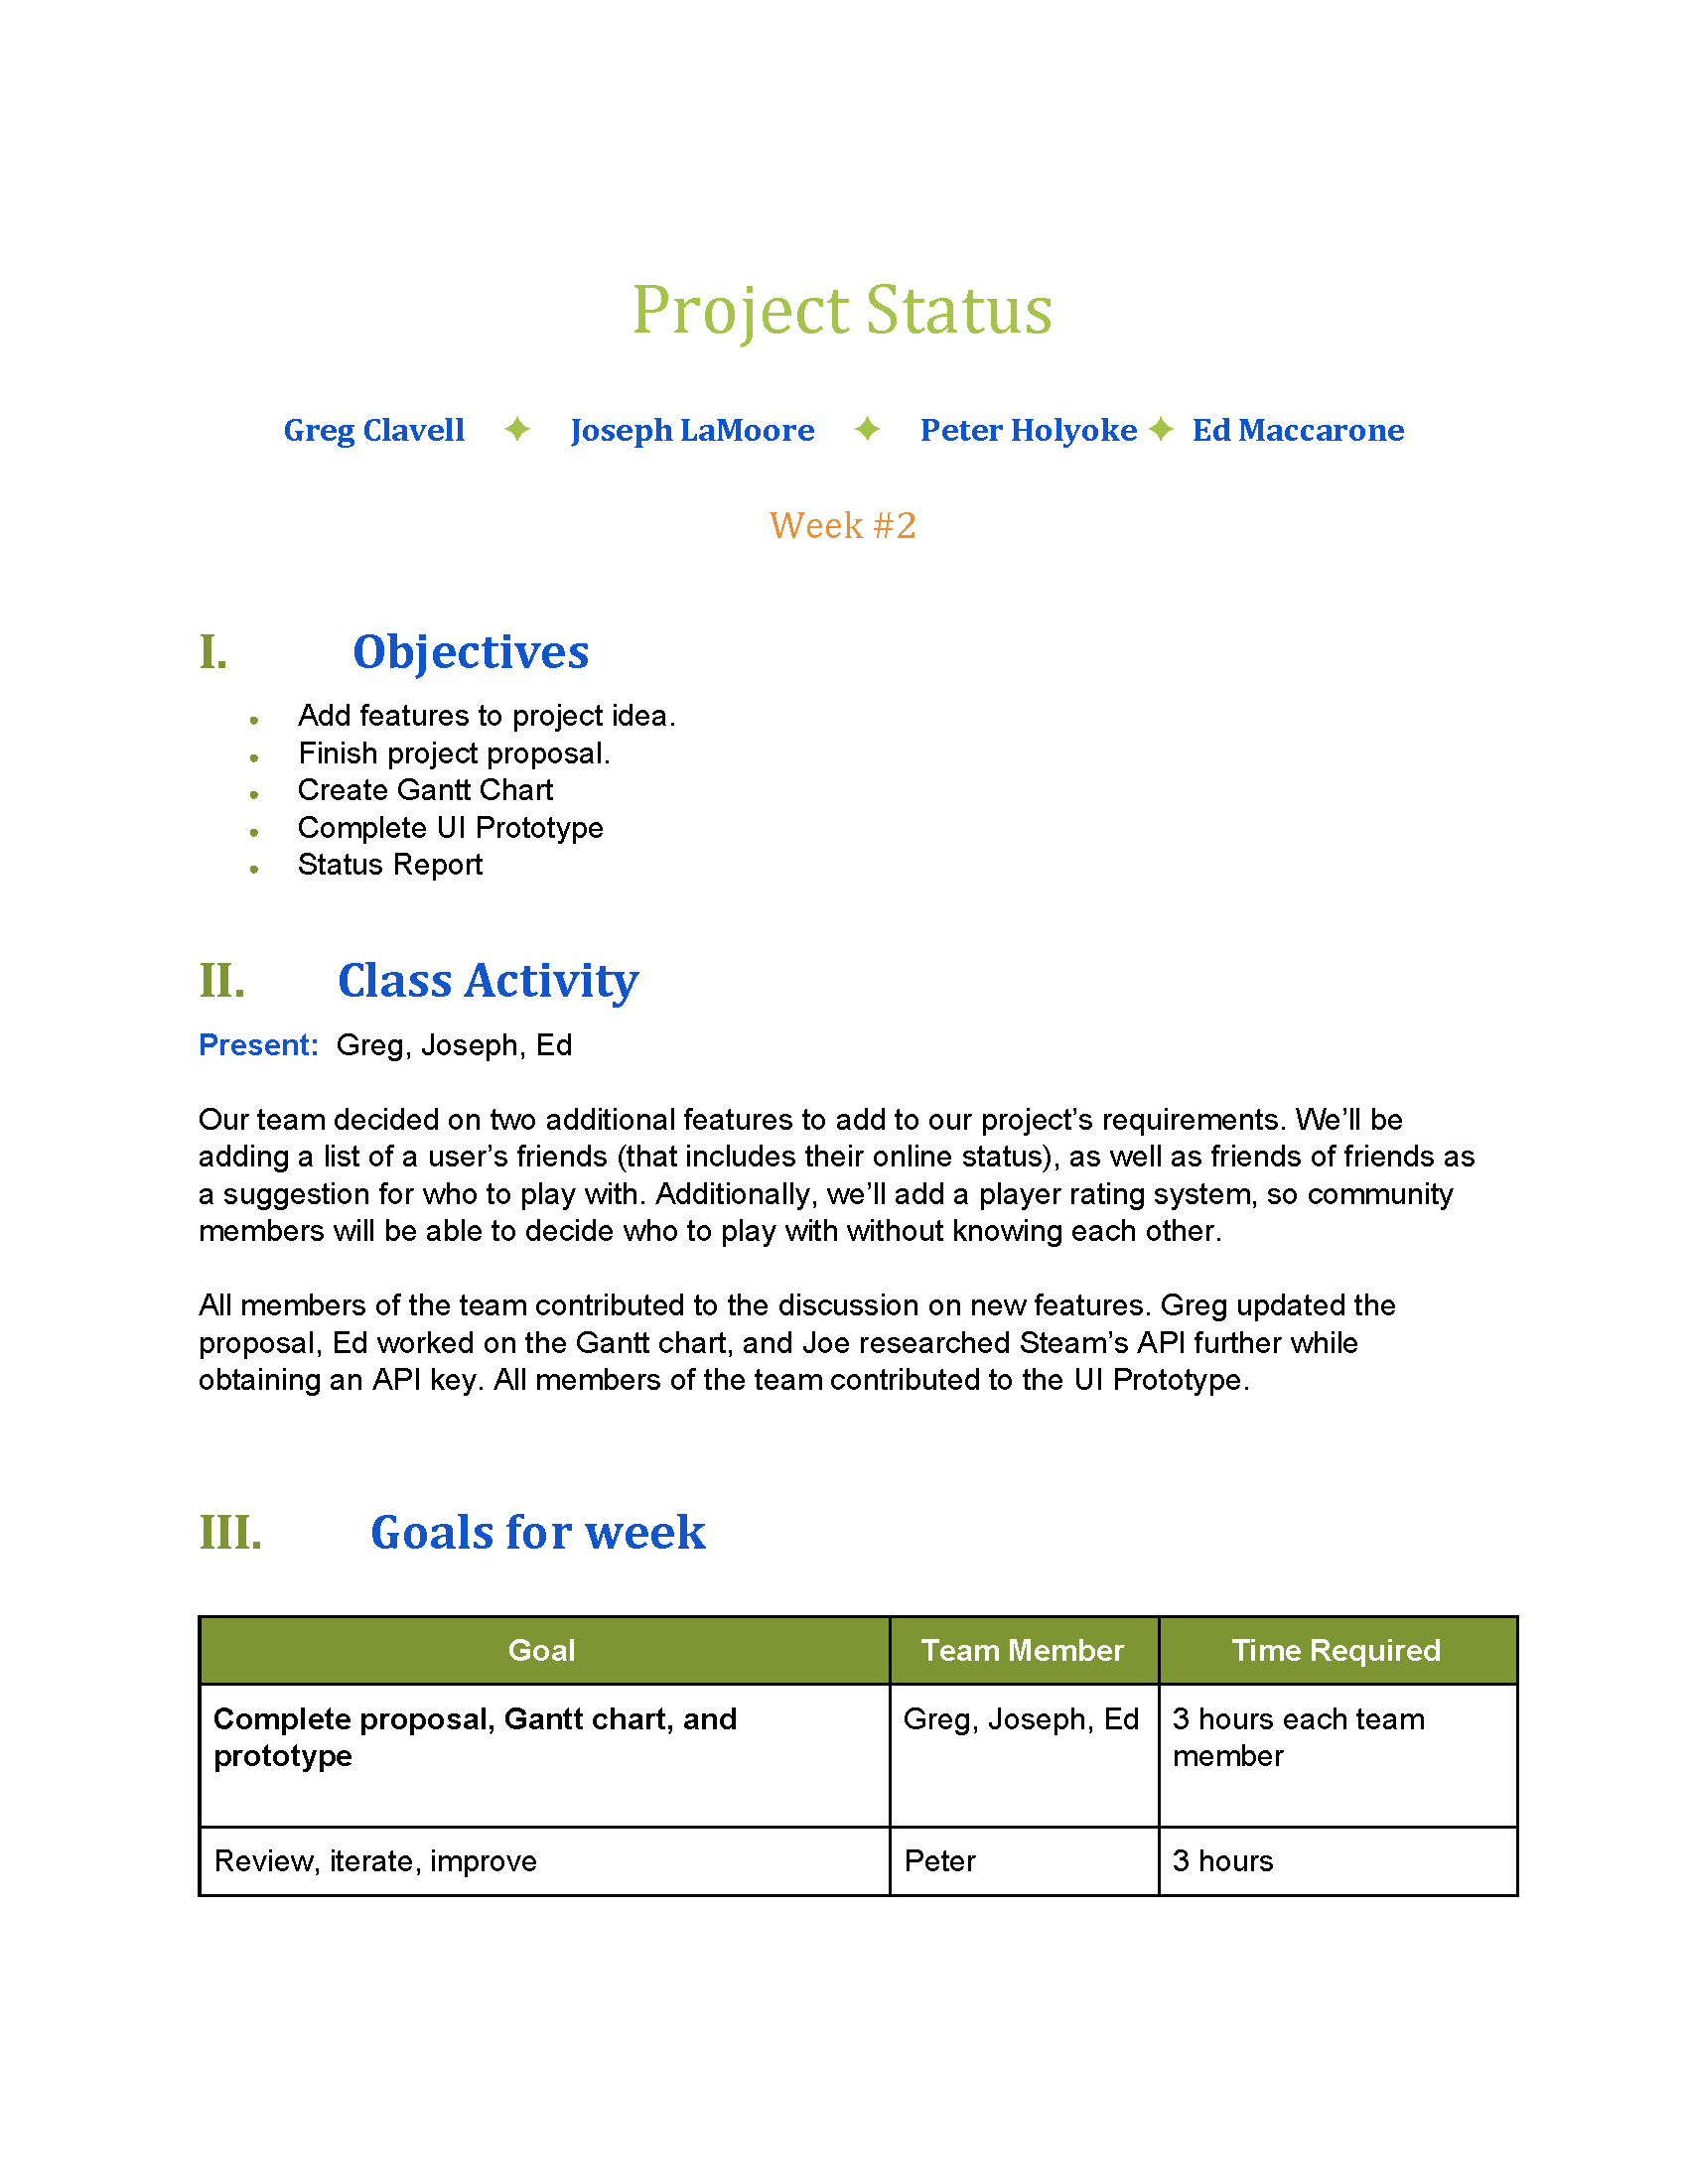 Project Status
Greg Clavell ✦ Joseph LaMoore ✦ Peter Holyoke ✦ Ed Maccarone
Week #2
I. Objectives
• Add features to project idea.
• Finish project proposal.
• Create Gantt Chart
• Complete UI Prototype
• Status Report
II. Class Activity
Present: Greg, Joseph, Ed
Our team decided on two additional features to add to our project’s requirements. We’ll be
adding a list of a user’s friends (that includes their online status), as well as friends of friends as
a suggestion for who to play with. Additionally, we’ll add a player rating system, so community
members will be able to decide who to play with without knowing each other.
All members of the team contributed to the discussion on new features. Greg updated the
proposal, Ed worked on the Gantt chart, and Joe researched Steam’s API further while
obtaining an API key. All members of the team contributed to the UI Prototype.
III. Goals for week
Goal Team Member Time Required
Complete proposal, Gantt chart, and Greg, Joseph, Ed 3 hours each team
prototype member
Review, iterate, improve Peter 3 hours